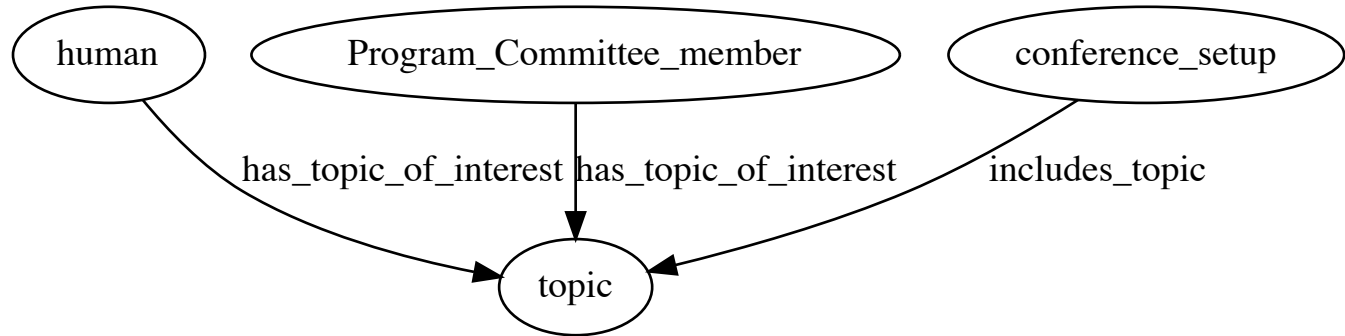 human
Program_Committee_member
conference_setup
has_topic_of_interest
has_topic_of_interest
includes_topic
topic